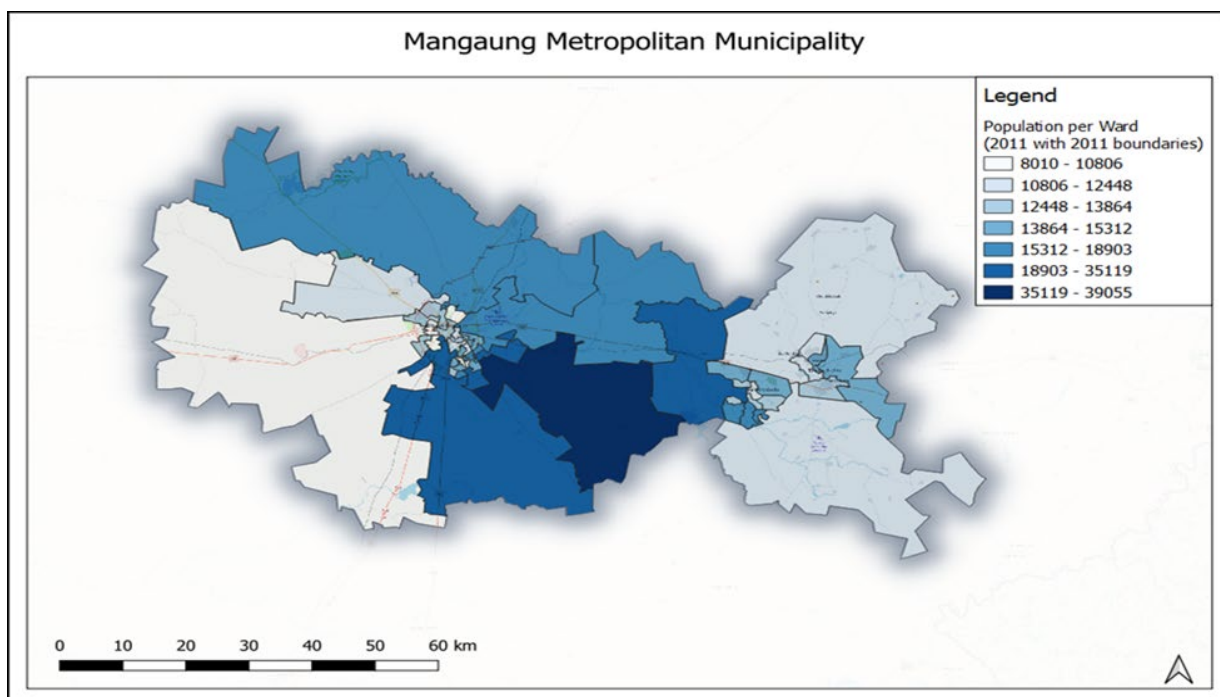 Mangaung Metropolitan Municipality
Legend
Population per Ward
(2011 with 2011 boundaries)
8010 - 10806
10806 - 12448
12448 - 13864
13864 - 15312
15312 - 18903
18903 - 35119
35119 - 39055
0 10 20 30 40 50 60 km